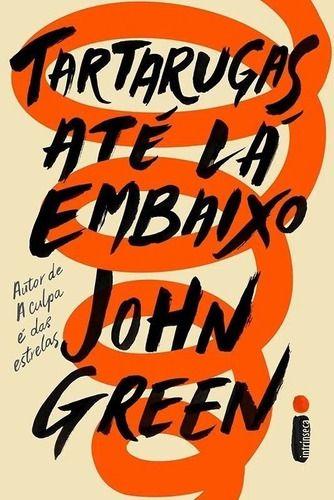 TARTARUGAS
ATÉ LÁ
EMBAIXO
Autor de
A culpa
é das
estrelas
JOHN
GREEN
intrínseca